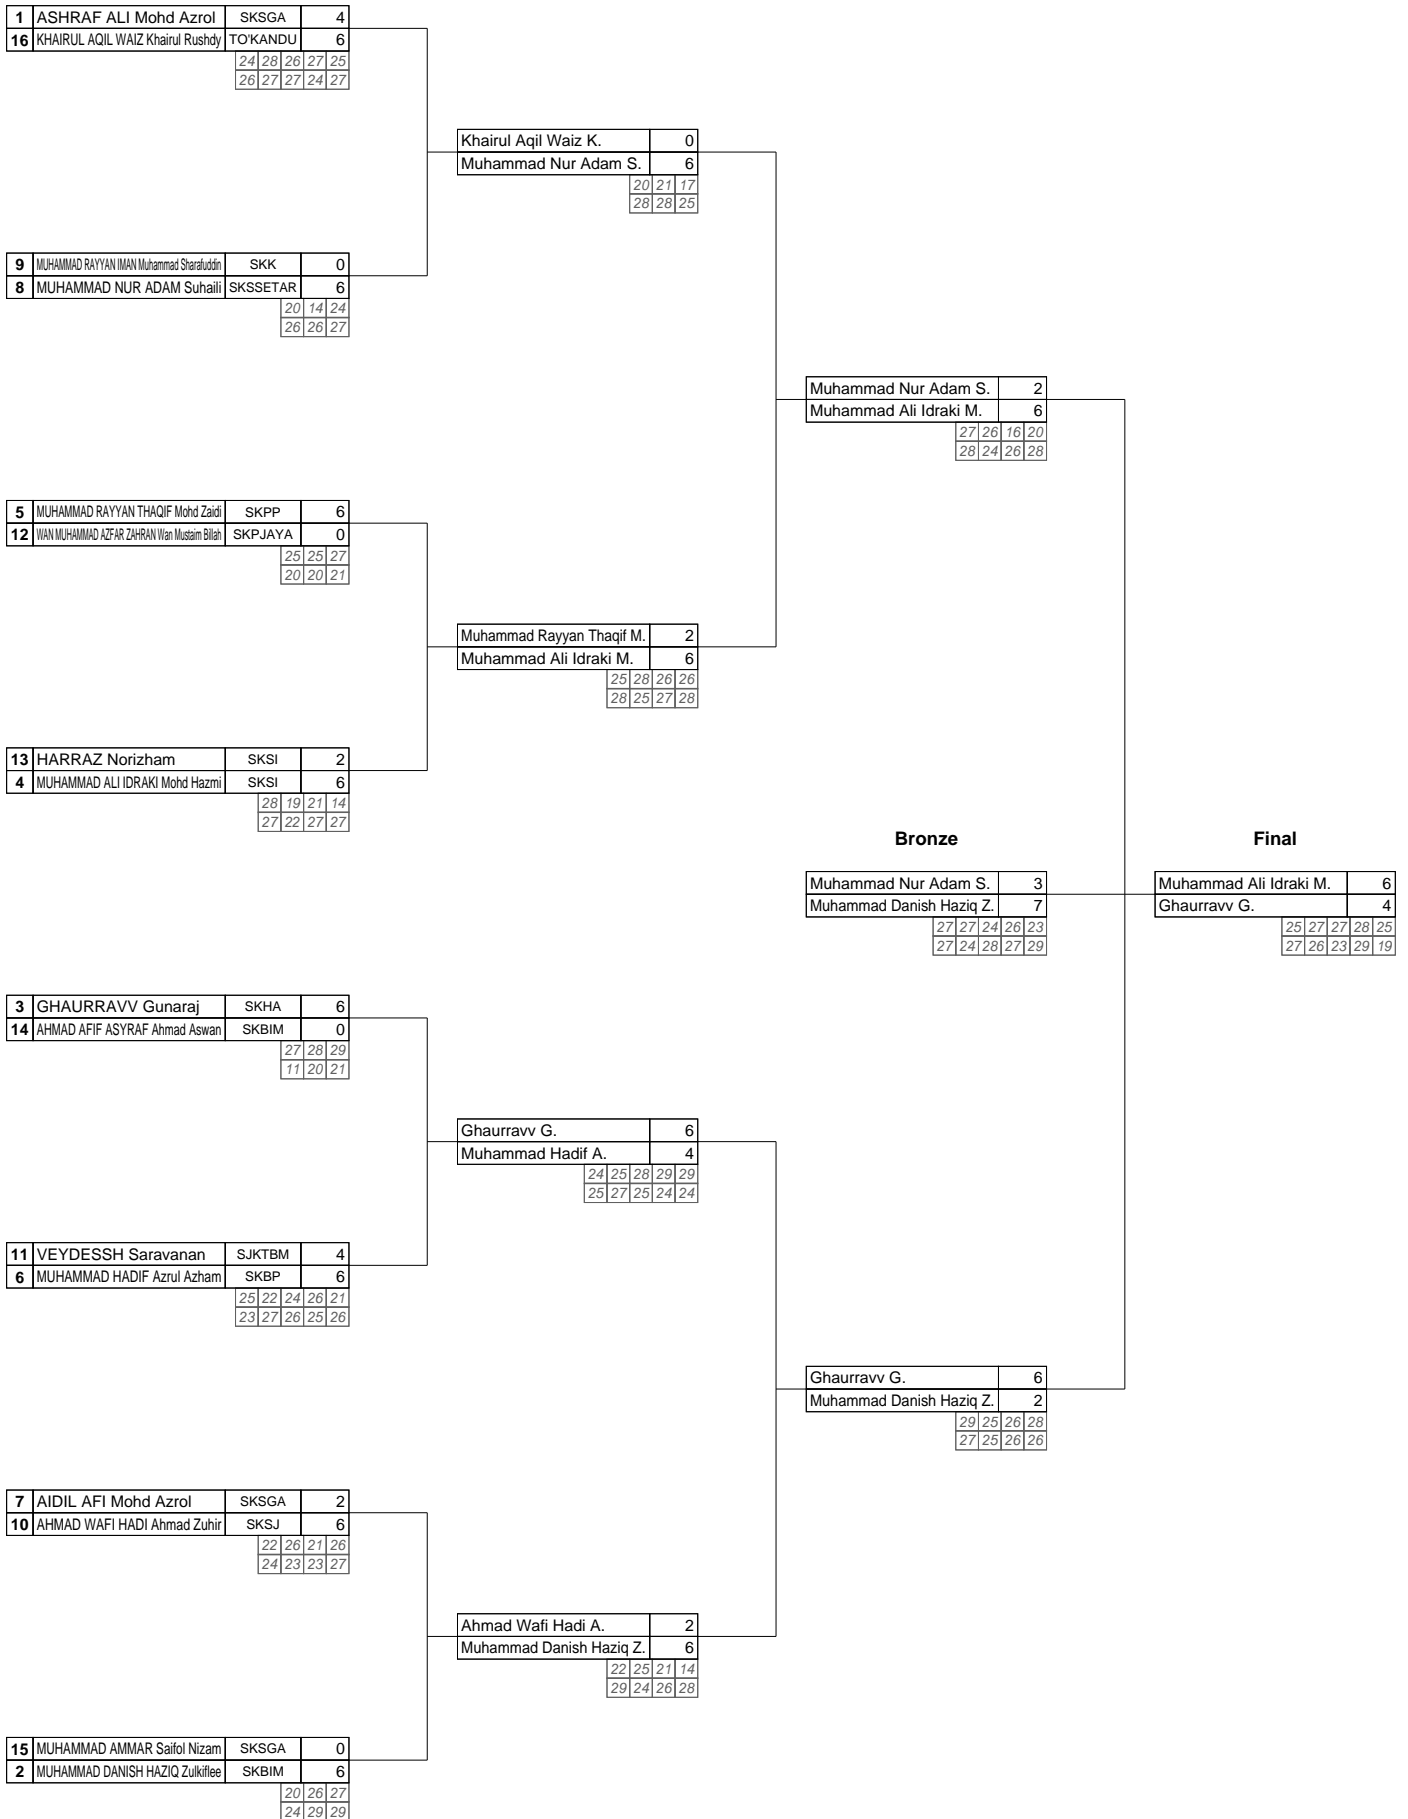 1 ASHRAF ALI Mohd Azrol SKSGA 4
16 KHAIRUL AQIL WAIZ Khairul Rushdy TO'KANDU 6
24 28 26 27 25
26 27 27 24 27
Khairul Aqil Waiz K. 0
Muhammad Nur Adam S. 6
20 21 17
28 28 25
9 MUHAMMAD RAYYAN IMAN Muhammad Sharafuddin SKK 0
8 MUHAMMAD NUR ADAM Suhaili SKSSETAR 6
20 14 24
26 26 27
Muhammad Nur Adam S. 2
Muhammad Ali Idraki M. 6
27 26 16 20
28 24 26 28
5 MUHAMMAD RAYYAN THAQIF Mohd Zaidi SKPP 6
12 WAN MUHAMMAD AZFAR ZAHRAN Wan Mustaim Billah SKPJAYA 0
25 25 27
20 20 21
Muhammad Rayyan Thaqif M. 2
Muhammad Ali Idraki M. 6
25 28 26 26
28 25 27 28
13 HARRAZ Norizham SKSI 2
4 MUHAMMAD ALI IDRAKI Mohd Hazmi SKSI 6
28 19 21 14
27 22 27 27
Bronze Final
Muhammad Nur Adam S. 3 Muhammad Ali Idraki M. 6
Muhammad Danish Haziq Z. 7 Ghaurravv G. 4
27 27 24 26 23 25 27 27 28 25
27 24 28 27 29 27 26 23 29 19
3 GHAURRAVV Gunaraj SKHA 6
14 AHMAD AFIF ASYRAF Ahmad Aswan SKBIM 0
27 28 29
11 20 21
Ghaurravv G. 6
Muhammad Hadif A. 4
24 25 28 29 29
25 27 25 24 24
11 VEYDESSH Saravanan SJKTBM 4
6 MUHAMMAD HADIF Azrul Azham SKBP 6
25 22 24 26 21
23 27 26 25 26
Ghaurravv G. 6
Muhammad Danish Haziq Z. 2
29 25 26 28
27 25 26 26
7 AIDIL AFI Mohd Azrol SKSGA 2
10 AHMAD WAFI HADI Ahmad Zuhir SKSJ 6
22 26 21 26
24 23 23 27
Ahmad Wafi Hadi A. 2
Muhammad Danish Haziq Z. 6
22 25 21 14
29 24 26 28
15 MUHAMMAD AMMAR Saifol Nizam SKSGA 0
2 MUHAMMAD DANISH HAZIQ Zulkiflee SKBIM 6
20 26 27
24 29 29